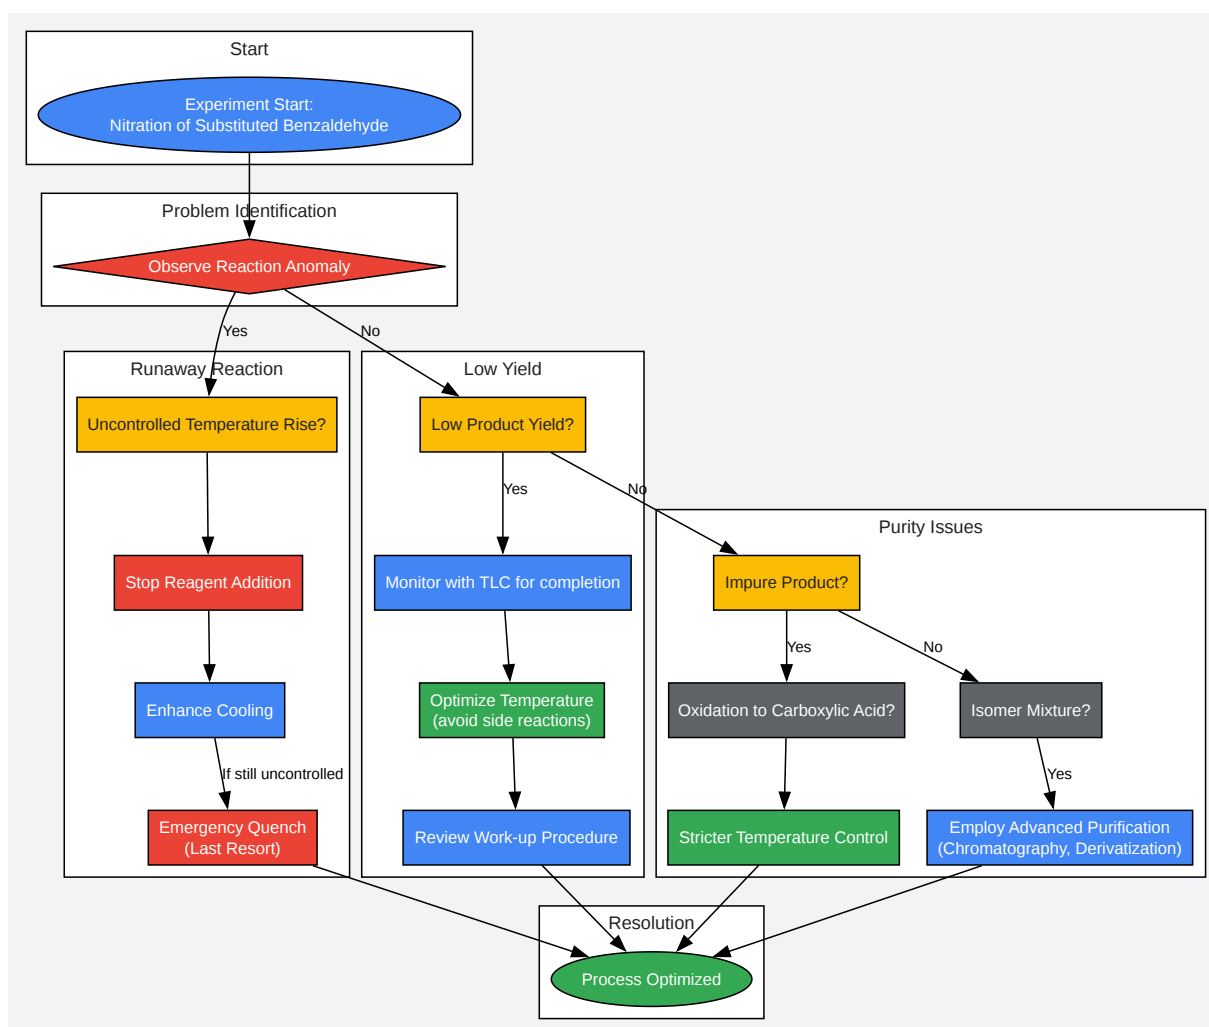 Start
Experiment Start:
Nitration of Substituted Benzaldehyde
Problem Identification
Observe Reaction Anomaly
Yes
No
Runaway Reaction
Uncontrolled Temperature Rise?
Stop Reagent Addition
Enhance Cooling
If still uncontrolled
Emergency Quench
(Last Resort)
Low Yield
Low Product Yield?
Yes
No
Monitor with TLC for completion
Optimize Temperature
(avoid side reactions)
Review Work-up Procedure
Purity Issues
Impure Product?
Yes
No
Oxidation to Carboxylic Acid?
Isomer Mixture?
Yes
Stricter Temperature Control
Employ Advanced Purification
(Chromatography, Derivatization)
Resolution
Process Optimized